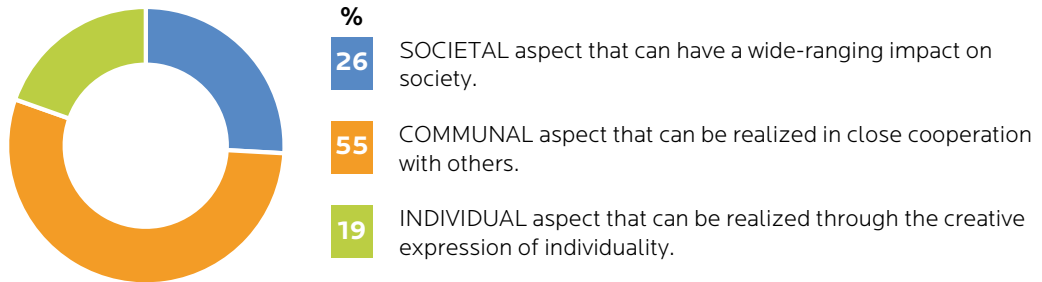 %
26
SOCIETAL aspect that can have a wide-ranging impact on
society.
55
COMMUNAL aspect that can be realized in close cooperation
with others.
19
INDIVIDUAL aspect that can be realized through the creative
expression of individuality.